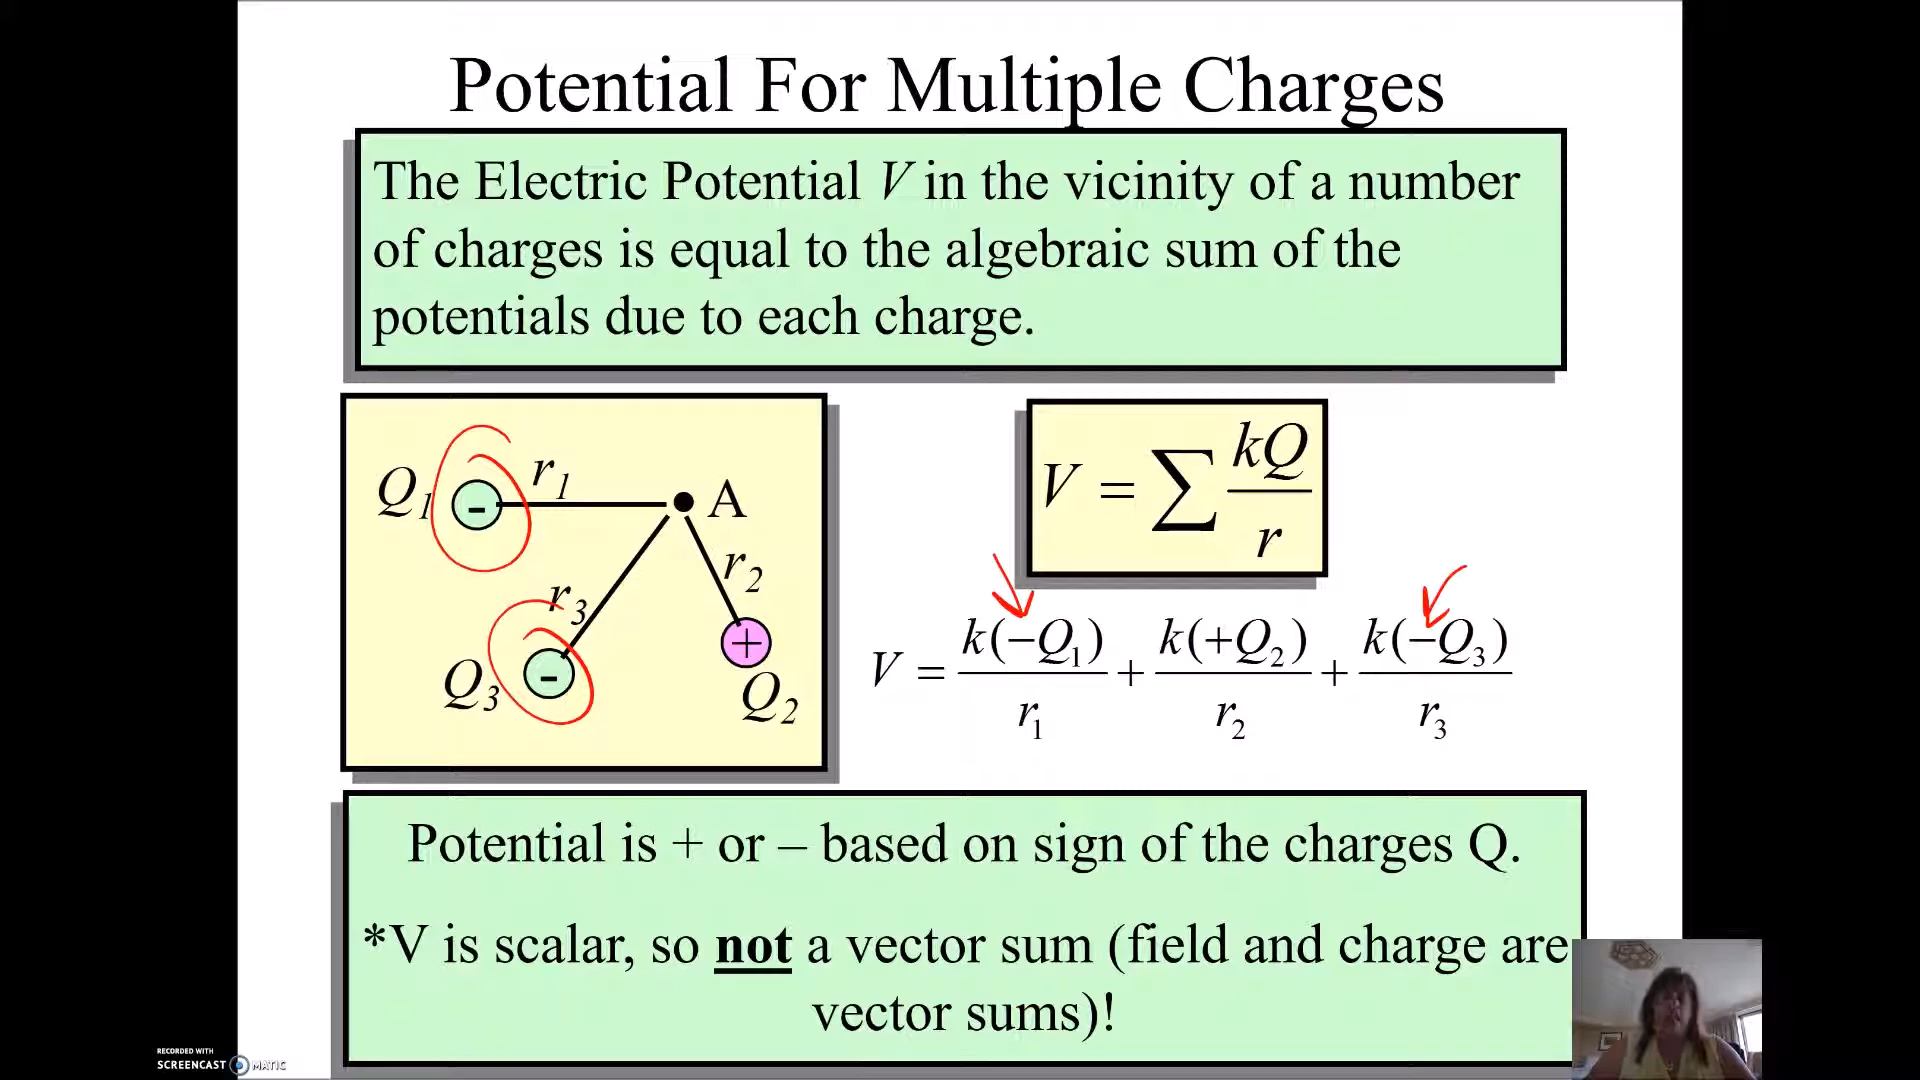 Potential For Multiple Charges
The Electric Potential V in the vicinity of a number
of charges is equal to the algebraic sum of the
potentials due to each charge.
Q1 - r1 A
r2
r3
+
Q3 - Q2
V = ∑ kQ/r
V = k(−Q1)/r1 + k(+Q2)/r2 + k(−Q3)/r3
Potential is + or – based on sign of the charges Q.
*V is scalar, so not a vector sum (field and charge are
vector sums)!
RECORDED WITH
SCREENCAST MATIC